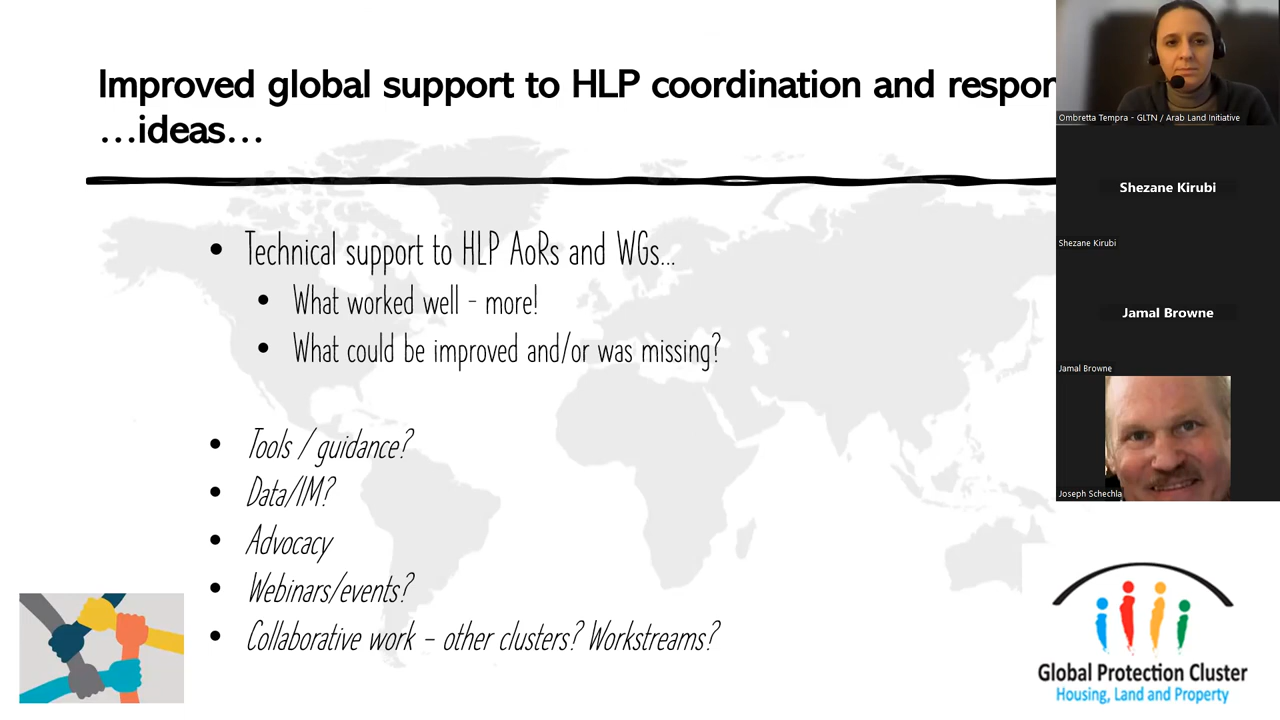 Improved global support to HLP coordination and respon
...ideas...
• Technical support to HLP AoRs and WGs...
• What worked well - more!
• What could be improved and/or was missing?
• Tools / guidance?
• Data/IM?
• Advocacy
• Webinars/events?
• Collaborative work – other clusters? Workstreams?
Ombretta Tempra - GLTN / Arab Land Initiative
Shezane Kirubi
Shezane Kirubi
Jamal Browne
Jamal Browne
Joseph Schechla
Global Protection Cluster
Housing, Land and Property